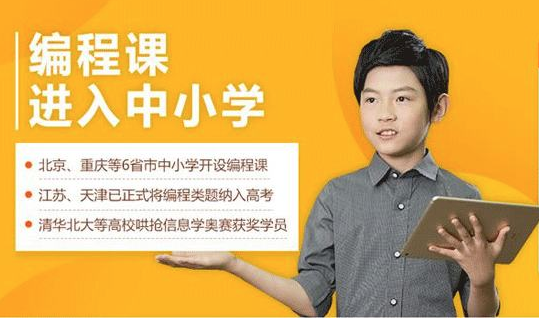 编程课
进入中小学
北京、重庆等6省市中小学开设编程课
江苏、天津已正式将编程类题纳入高考
清华北大等高校哄抢信息学奥赛获奖学员